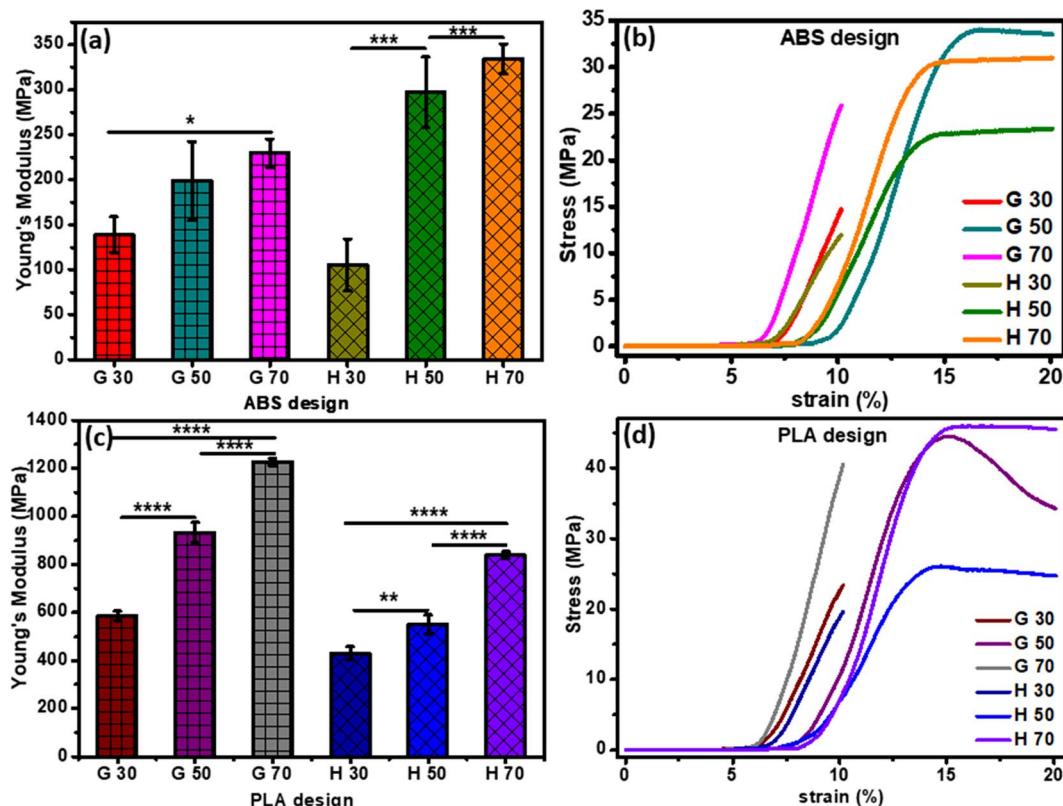 (a)
***
***
*
350
300
250
200
150
100
50
0
Young's Modulus (MPa)
G 30 G 50 G 70 H 30 H 50 H 70
ABS design
(b)
ABS design
35
30
25
20
15
10
5
0
Stress (MPa)
G 30
G 50
G 70
H 30
H 50
H 70
0 5 10 15 20
strain (%)
(c)
****
****
****
****
****
**
1400
1200
1000
800
600
400
200
0
Young's Modulus (MPa)
G 30 G 50 G 70 H 30 H 50 H 70
PLA design
(d)
PLA design
40
30
20
10
0
Stress (MPa)
G 30
G 50
G 70
H 30
H 50
H 70
0 5 10 15 20
strain (%)